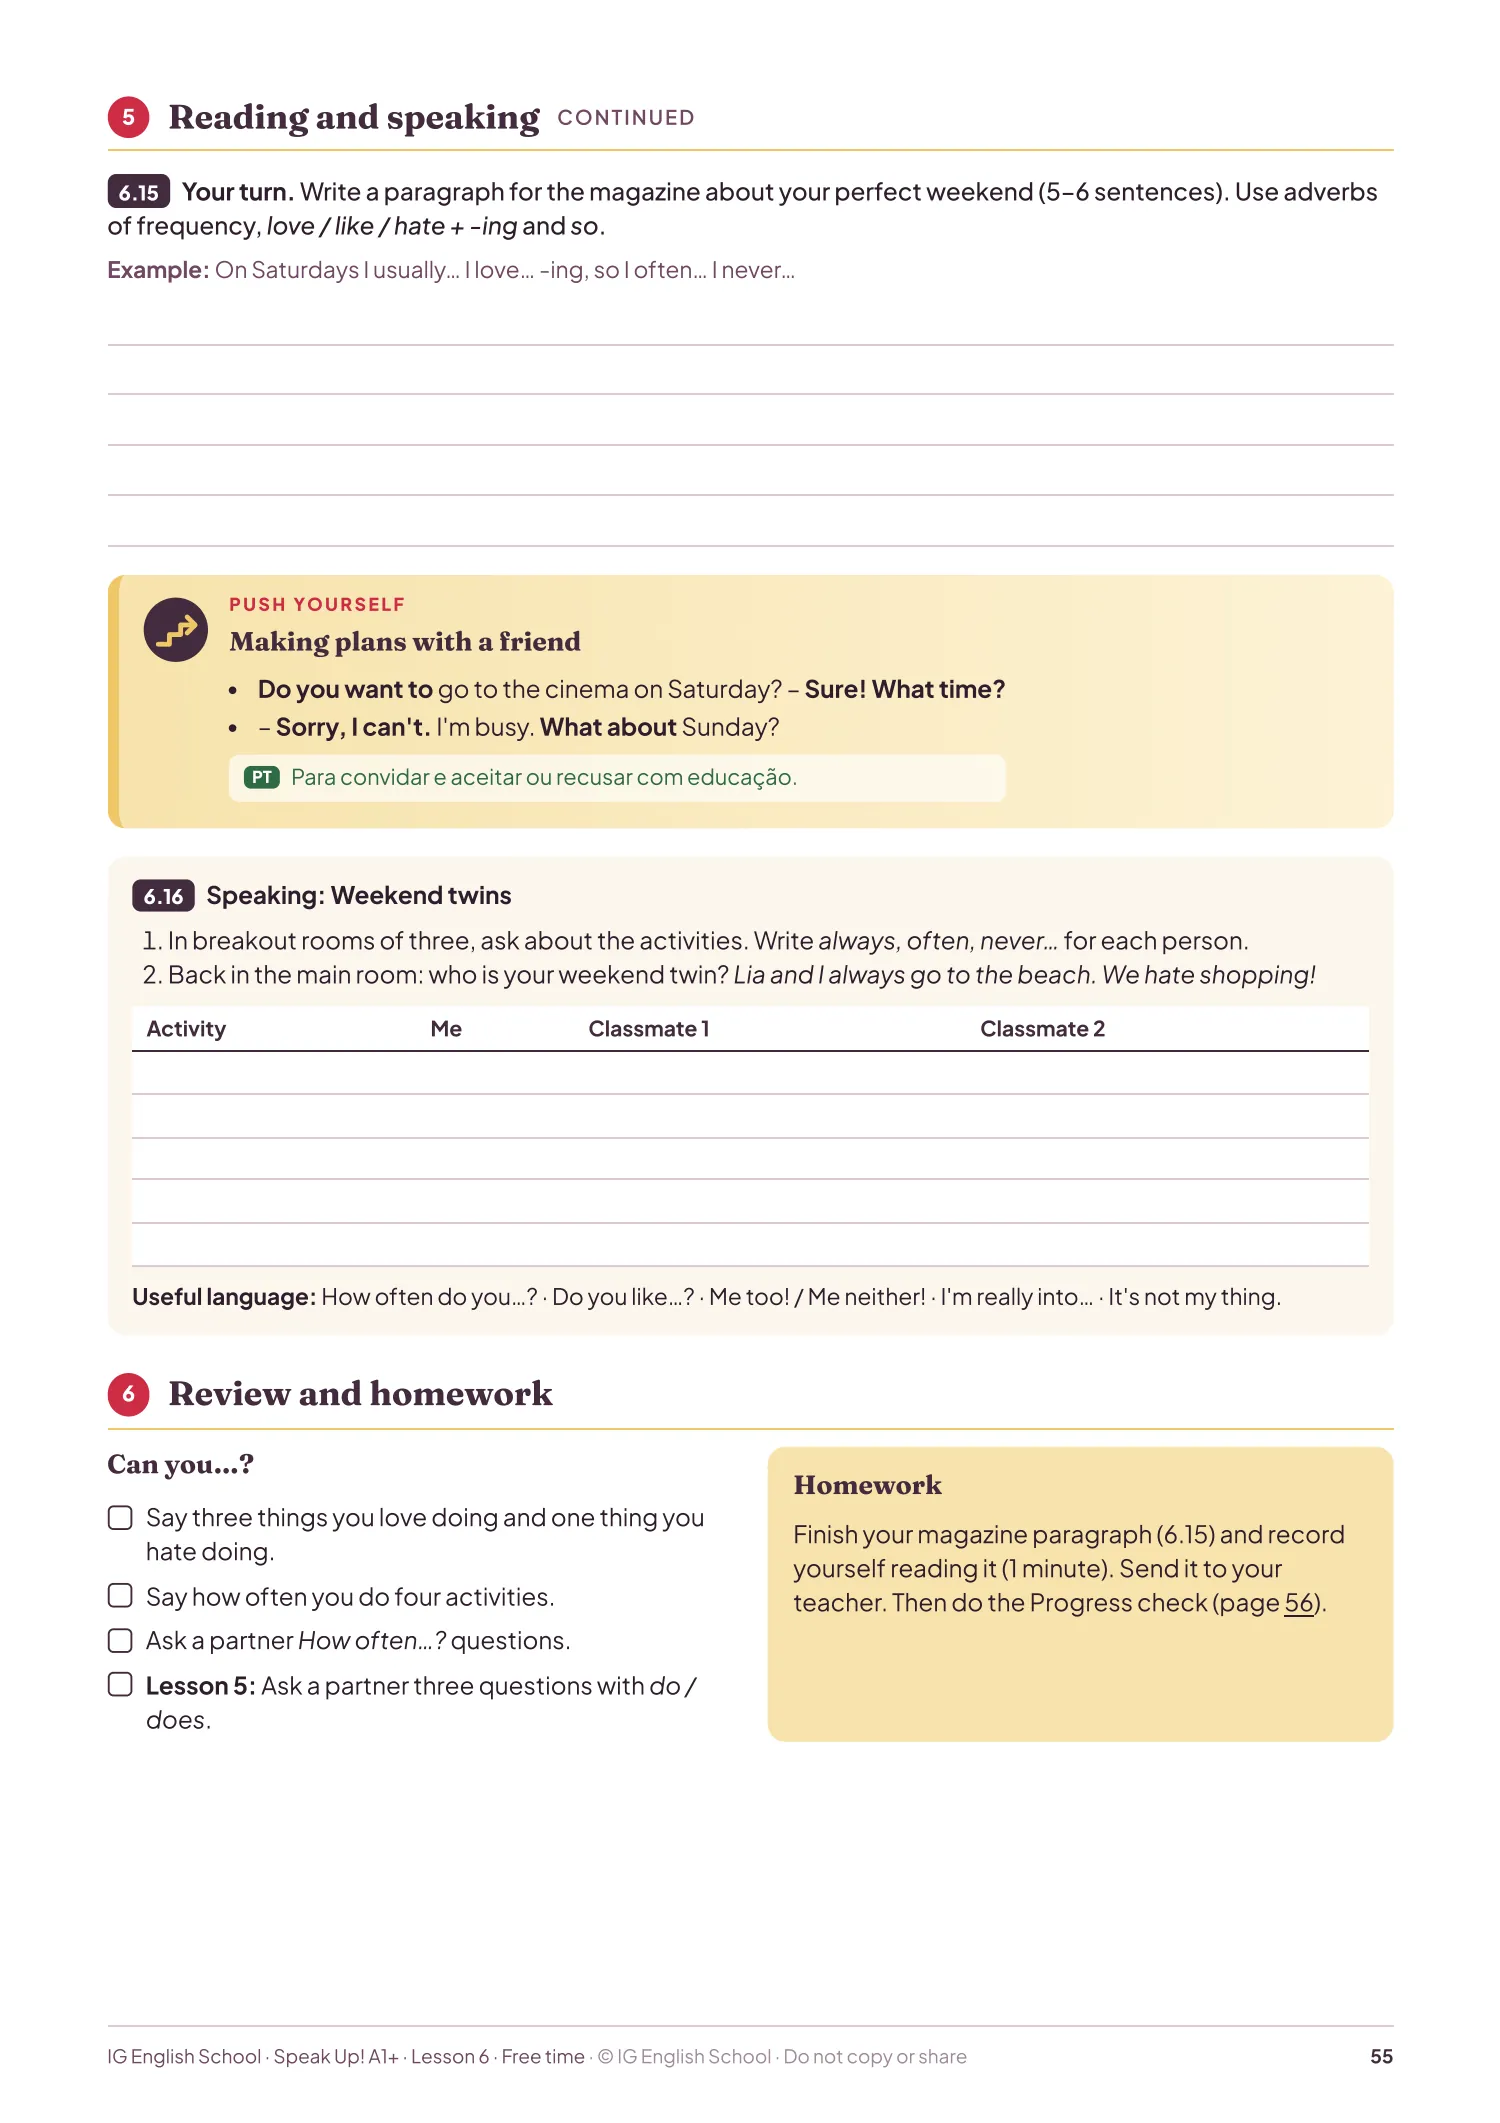 5 Reading and speaking CONTINUED
6.15 Your turn. Write a paragraph for the magazine about your perfect weekend (5–6 sentences). Use adverbs
of frequency, love / like / hate + -ing and so.
Example: On Saturdays I usually… I love… -ing, so I often… I never…
PUSH YOURSELF
Making plans with a friend
• Do you want to go to the cinema on Saturday? – Sure! What time?
• – Sorry, I can't. I'm busy. What about Sunday?
PT Para convidar e aceitar ou recusar com educação.
6.16 Speaking: Weekend twins
1. In breakout rooms of three, ask about the activities. Write always, often, never… for each person.
2. Back in the main room: who is your weekend twin? Lia and I always go to the beach. We hate shopping!
Activity Me Classmate 1 Classmate 2
Useful language: How often do you…? · Do you like…? · Me too! / Me neither! · I'm really into… · It's not my thing.
6 Review and homework
Can you…?
Say three things you love doing and one thing you
hate doing.
Say how often you do four activities.
Ask a partner How often…? questions.
Lesson 5: Ask a partner three questions with do /
does.
Homework
Finish your magazine paragraph (6.15) and record
yourself reading it (1 minute). Send it to your
teacher. Then do the Progress check (page 56).
IG English School · Speak Up! A1+ · Lesson 6 · Free time · © IG English School · Do not copy or share 55